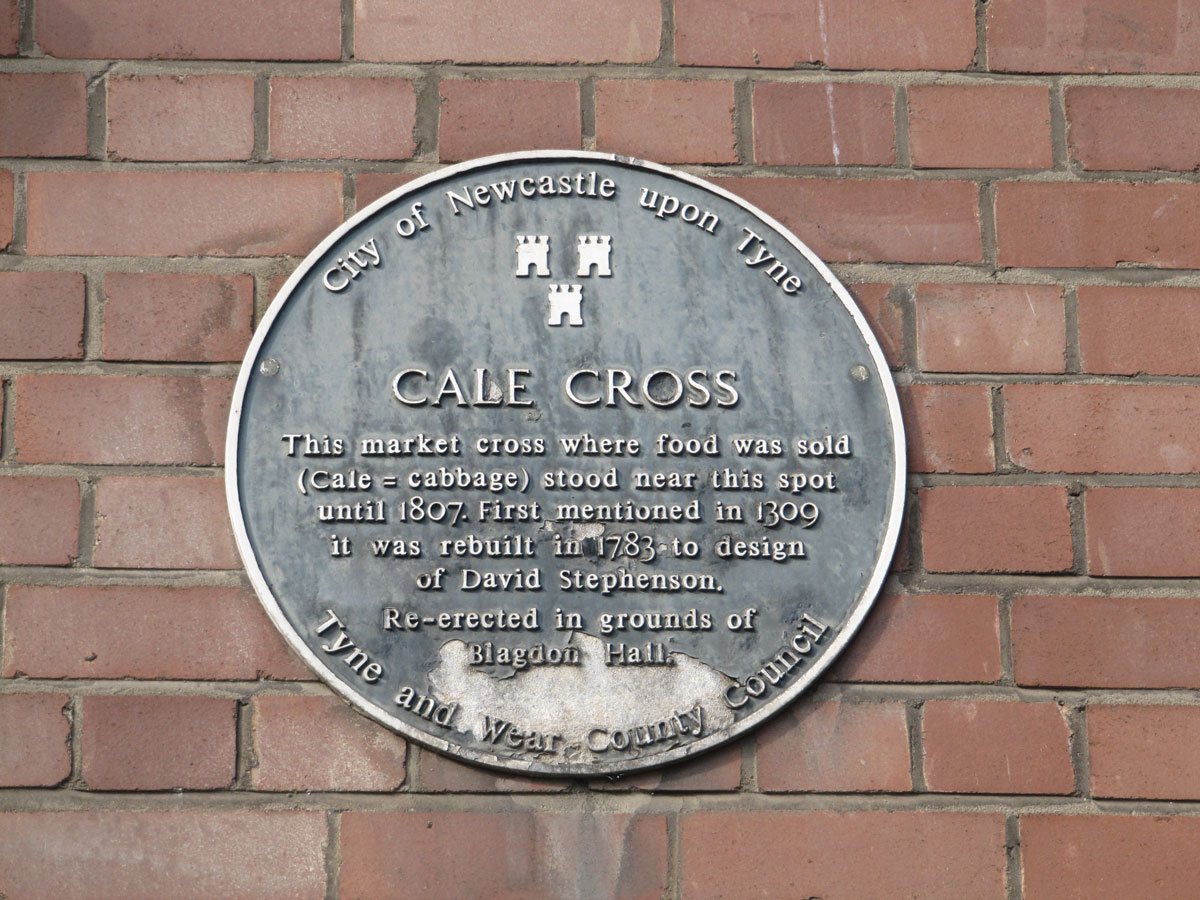 City of Newcastle upon Tyne
CALE CROSS
This market cross where food was sold
(Cale = cabbage) stood near this spot
until 1807. First mentioned in 1309
it was rebuilt in 1783 to design
of David Stephenson.
Re-erected in grounds of
Blagdon Hall.
Tyne and Wear County Council